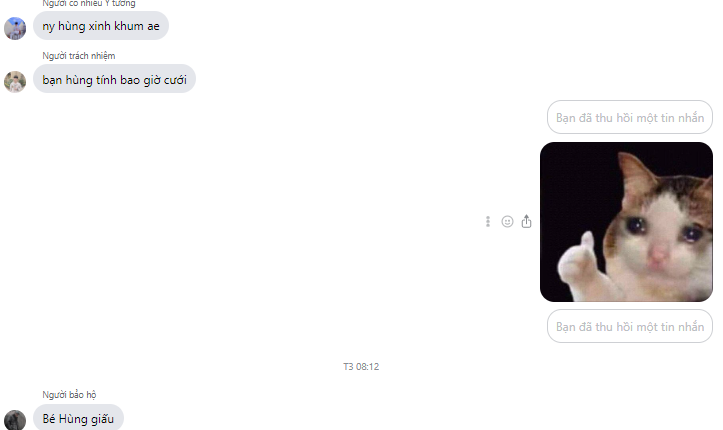 Người có nhiều Ý tưởng
ny hùng xinh khum ae
Người trách nhiệm
bạn hùng tính bao giờ cưới
Bạn đã thu hồi một tin nhắn
Bạn đã thu hồi một tin nhắn
T3 08:12
Người bảo hộ
Bé Hùng giấu